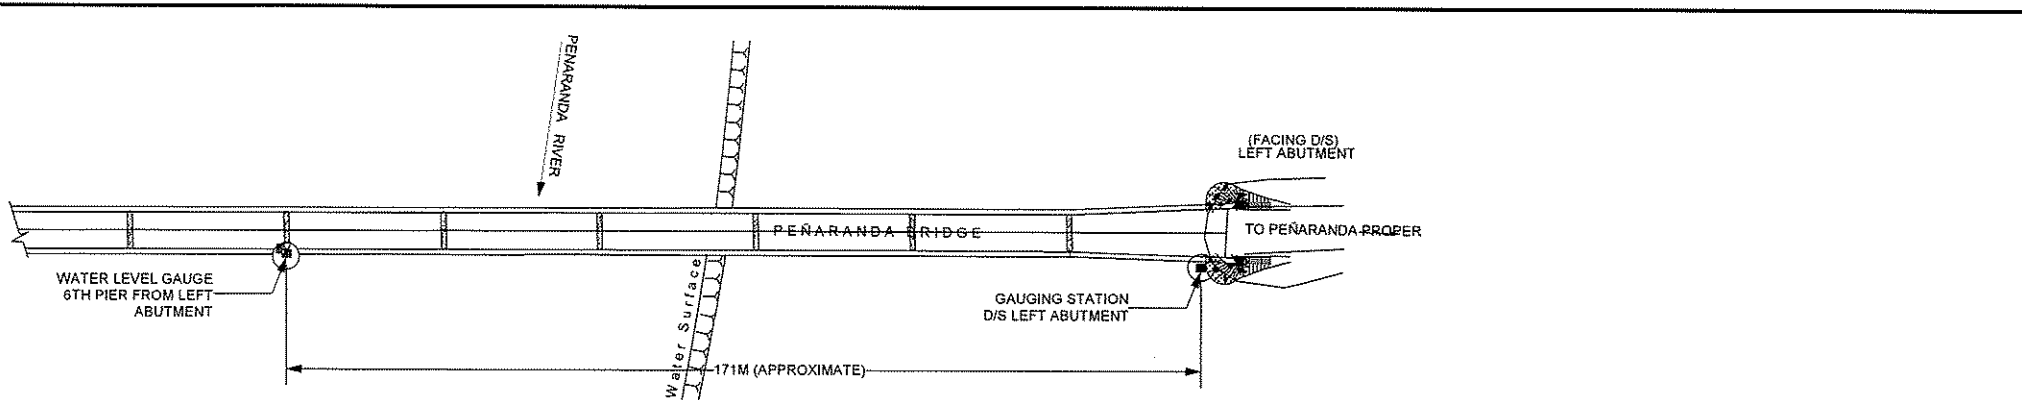 PENARANDA RIVER
(FACING D/S)
LEFT ABUTMENT
PEÑARANDA BRIDGE
TO PEÑARANDA PROPER
WATER LEVEL GAUGE
6TH PIER FROM LEFT
ABUTMENT
Water Surface
GAUGING STATION
D/S LEFT ABUTMENT
171M (APPROXIMATE)